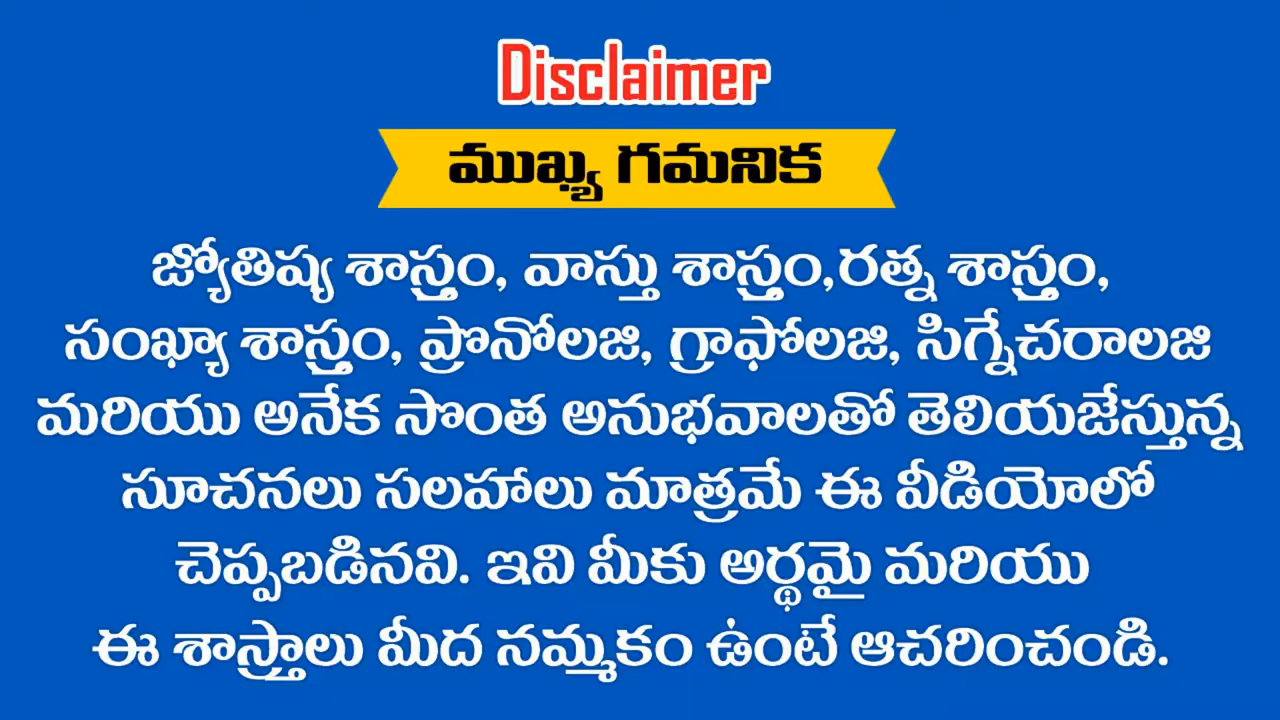 Disclaimer
ముఖ్య గమనిక
జ్యోతిష్య శాస్త్రం, వాస్తు శాస్త్రం,రత్న శాస్త్రం,
సంఖ్యా శాస్త్రం, ప్రొనోలజి, గ్రాఫోలజి, సిగ్నేచరాలజి
మరియు అనేక సొంత అనుభవాలతో తెలియజేస్తున్న
సూచనలు సలహాలు మాత్రమే ఈ వీడియోలో
చెప్పబడినవి. ఇవి మీకు అర్థమై మరియు
ఈ శాస్త్రాలు మీద నమ్మకం ఉంటే ఆచరించండి.